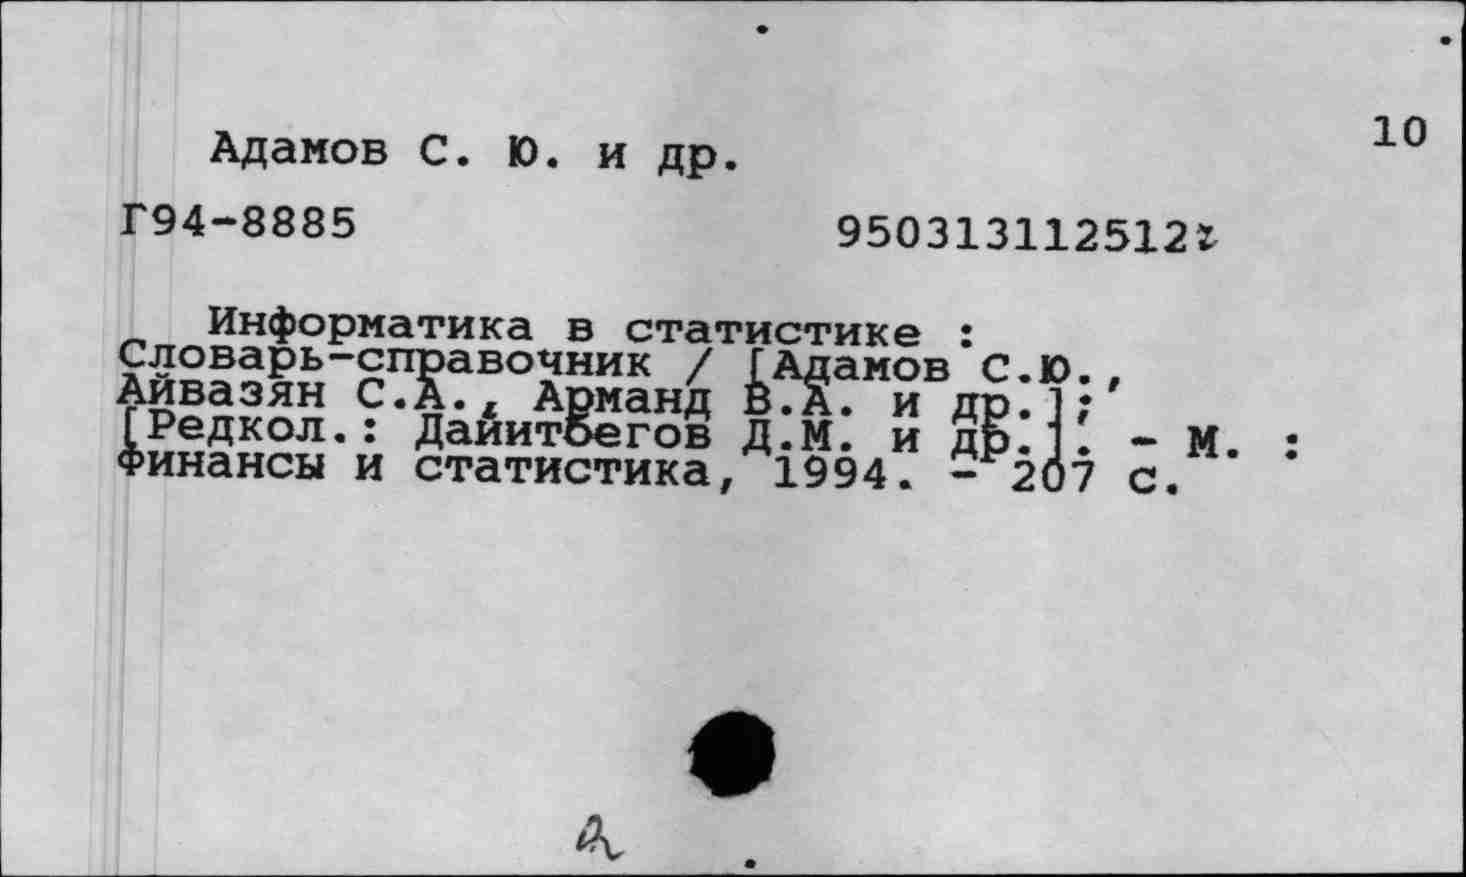 10
Адамов С. Ю. и др.
Г94-8885 950313112512г
Информатика в статистике :
Словарь-справочник / [Адамов С.Ю.,
Айвазян С.А., Арманд В.А. и др.];
[Редкол.: Дайитбегов Д.М. и др.]. - М. :
Финансы и статистика, 1994. - 207 с.